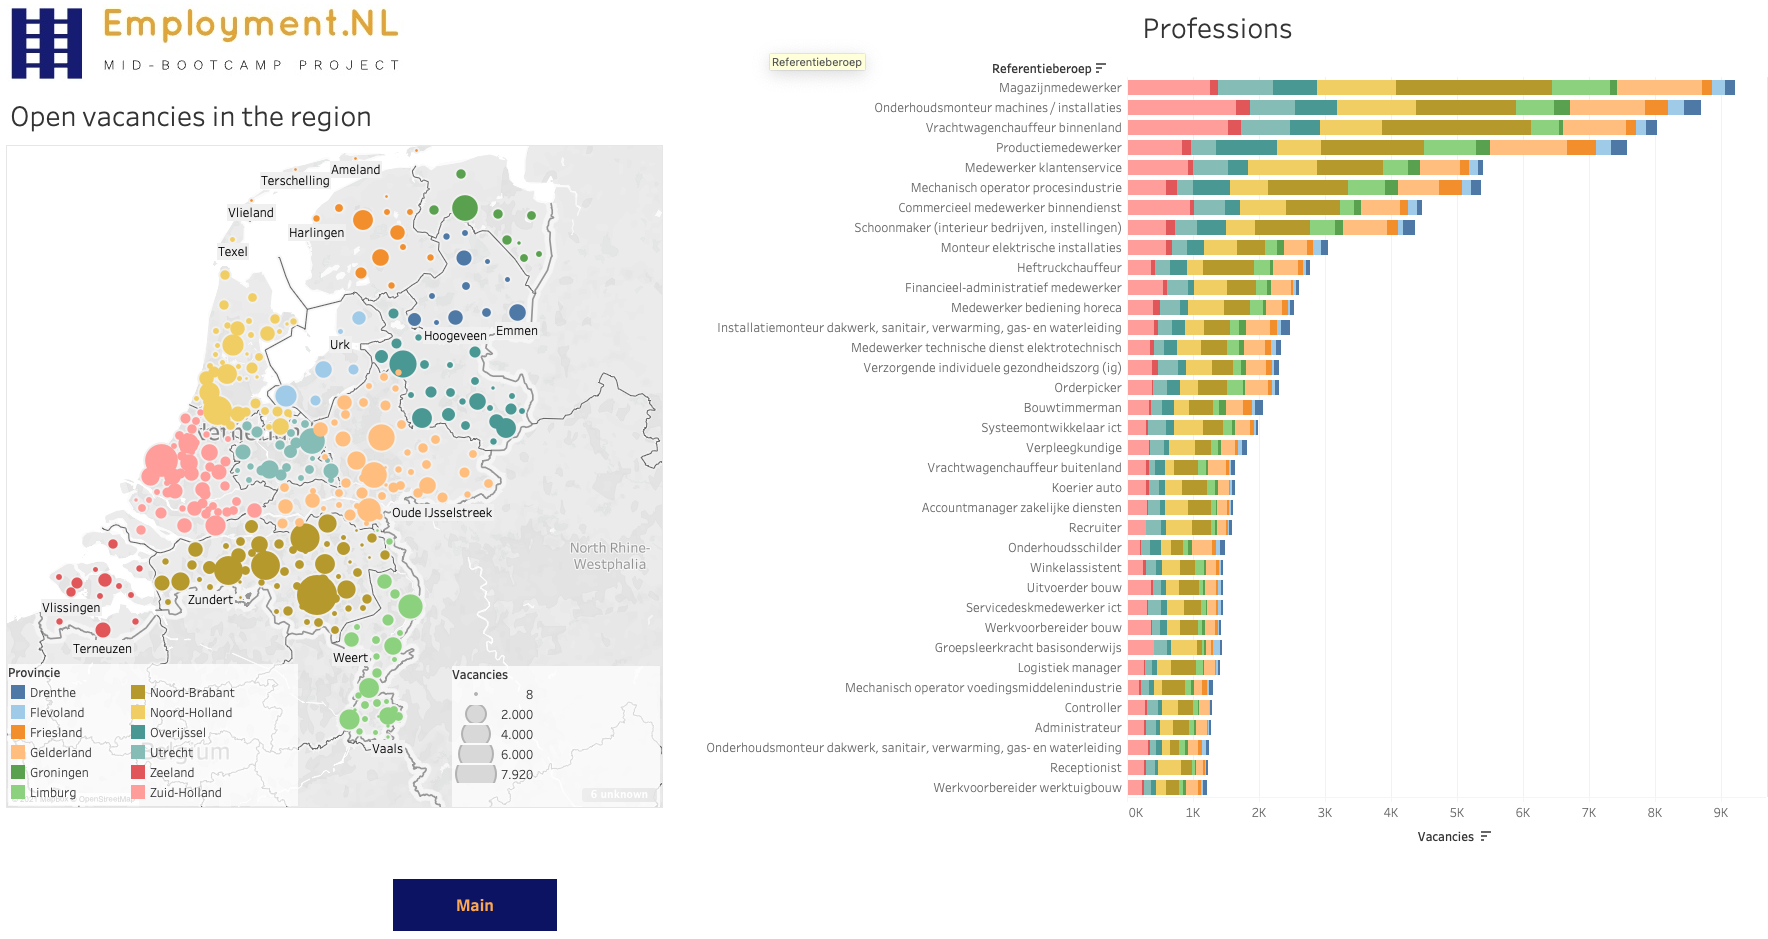 Employment.NL
MID-BOOTCAMP PROJECT
Open vacancies in the region
Ameland
Terschelling
Vlieland
Harlingen
Texel
Emmen
Hoogeveen
Urk
Oude IJsselstreek
North Rhine-
Westphalia
Zundert
Vlissingen
Terneuzen
Weert
Vaals
Provincie
Drenthe
Flevoland
Friesland
Gelderland
Groningen
Limburg
Noord-Brabant
Noord-Holland
Overijssel
Utrecht
Zeeland
Zuid-Holland
Vacancies
8
2.000
4.000
6.000
7.920
5 unknown
Main
Referentieberoep
Professions
Referentieberoep
Magazijnmedewerker
Onderhoudsmonteur machines / installaties
Vrachtwagenchauffeur binnenland
Productiemedewerker
Medewerker klantenservice
Mechanisch operator procesindustrie
Commercieel medewerker binnendienst
Schoonmaker (interieur bedrijven, instellingen)
Monteur elektrische installaties
Heftruckchauffeur
Financieel-administratief medewerker
Medewerker bediening horeca
Installatiemonteur dakwerk, sanitair, verwarming, gas- en waterleiding
Medewerker technische dienst elektrotechnisch
Verzorgende individuele gezondheidszorg (ig)
Orderpicker
Bouwtimmerman
Systeemontwikkelaar ict
Verpleegkundige
Vrachtwagenchauffeur buitenland
Koerier auto
Accountmanager zakelijke diensten
Recruiter
Onderhoudsschilder
Winkelassistent
Uitvoerder bouw
Servicedeskmedewerker ict
Werkvoorbereider bouw
Groepsleerkracht basisonderwijs
Logistiek manager
Mechanisch operator voedingsmiddelenindustrie
Controller
Administrateur
Onderhoudsmonteur dakwerk, sanitair, verwarming, gas- en waterleiding
Receptionist
Werkvoorbereider werktuigbouw
0K 1K 2K 3K 4K 5K 6K 7K 8K 9K
Vacancies